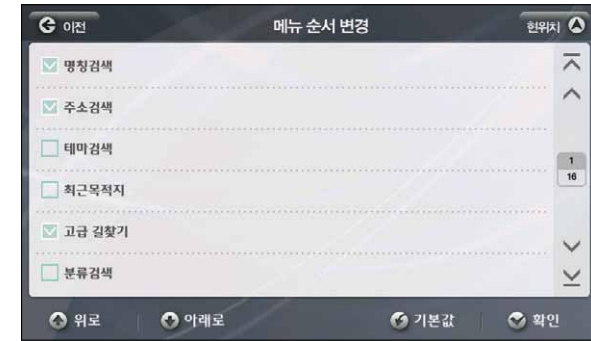 이전 메뉴 순서 변경 현위치
명칭검색
주소검색
테마검색
1
최근목적지
16
고급 길찾기
분류검색
위로 아래로 기본값 확인